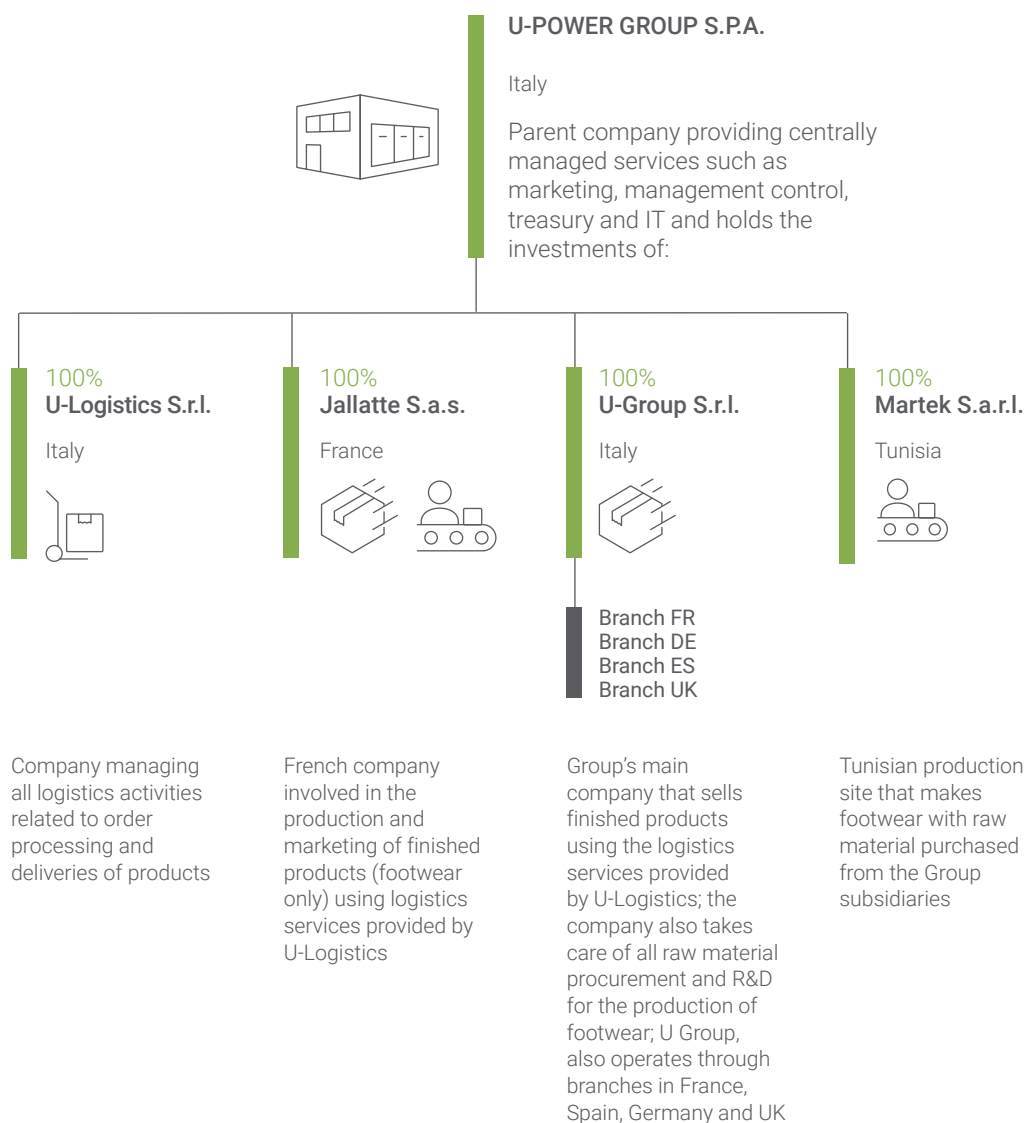 U-POWER GROUP S.P.A.
Italy
Parent company providing centrally
managed services such as
marketing, management control,
treasury and IT and holds the
investments of:
100%
U-Logistics S.r.l.
Italy
100%
Jallatte S.a.s.
France
100%
U-Group S.r.l.
Italy
100%
Martek S.a.r.l.
Tunisia
Branch FR
Branch DE
Branch ES
Branch UK
Company managing
all logistics activities
related to order
processing and
deliveries of products
French company
involved in the
production and
marketing of finished
products (footwear
only) using logistics
services provided by
U-Logistics
Group's main
company that sells
finished products
using the logistics
services provided
by U-Logistics; the
company also takes
care of all raw material
procurement and R&D
for the production of
footwear; U Group,
also operates through
branches in France,
Spain, Germany and UK
Tunisian production
site that makes
footwear with raw
material purchased
from the Group
subsidiaries